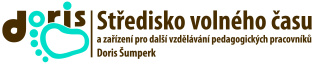 doris
Středisko volného času
a zařízení pro další vzdělávání pedagogických pracovníků
Doris Šumperk